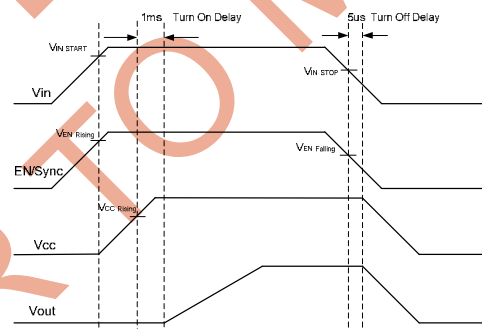 1ms Turn On Delay
5us Turn Off Delay
VIN START
VIN STOP
Vin
VEN Rising
VEN Falling
EN/Sync
VCC Rising
Vcc
Vout